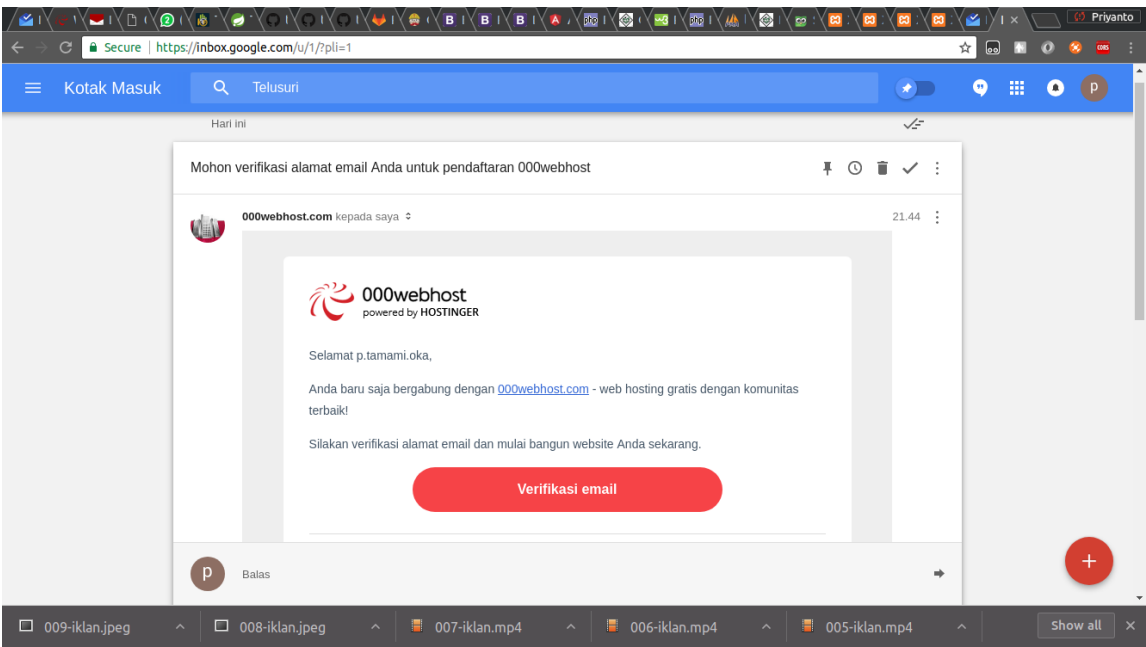 Priyanto
Secure https://inbox.google.com/u/1/?pli=1
Kotak Masuk
Telusuri
p
Hari ini
Mohon verifikasi alamat email Anda untuk pendaftaran 000webhost
000webhost.com kepada saya
21.44
000webhost
powered by HOSTINGER
Selamat p.tamami.oka,
Anda baru saja bergabung dengan 000webhost.com - web hosting gratis dengan komunitas
terbaik!
Silakan verifikasi alamat email dan mulai bangun website Anda sekarang.
Verifikasi email
p
Balas
009-iklan.jpeg
008-iklan.jpeg
007-iklan.mp4
006-iklan.mp4
005-iklan.mp4
Show all